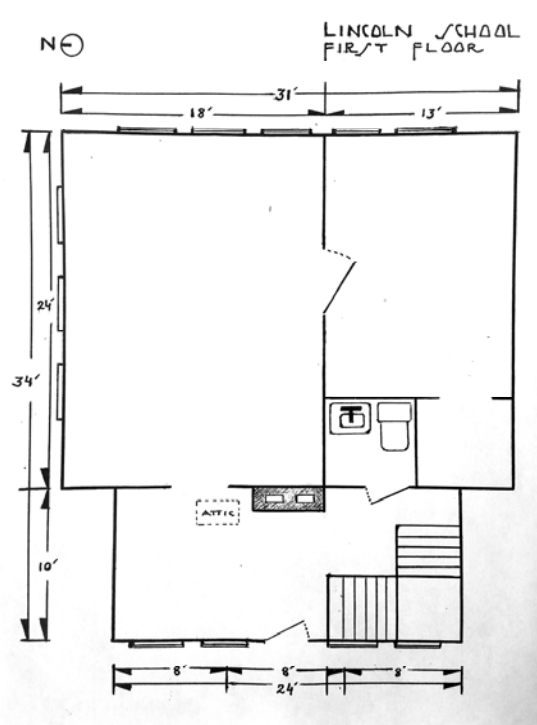 N
LINCOLN SCHOOL
FIRST FLOOR
31'
18'
13'
24'
34'
ATTIC
10'
8'
8'
8'
24'